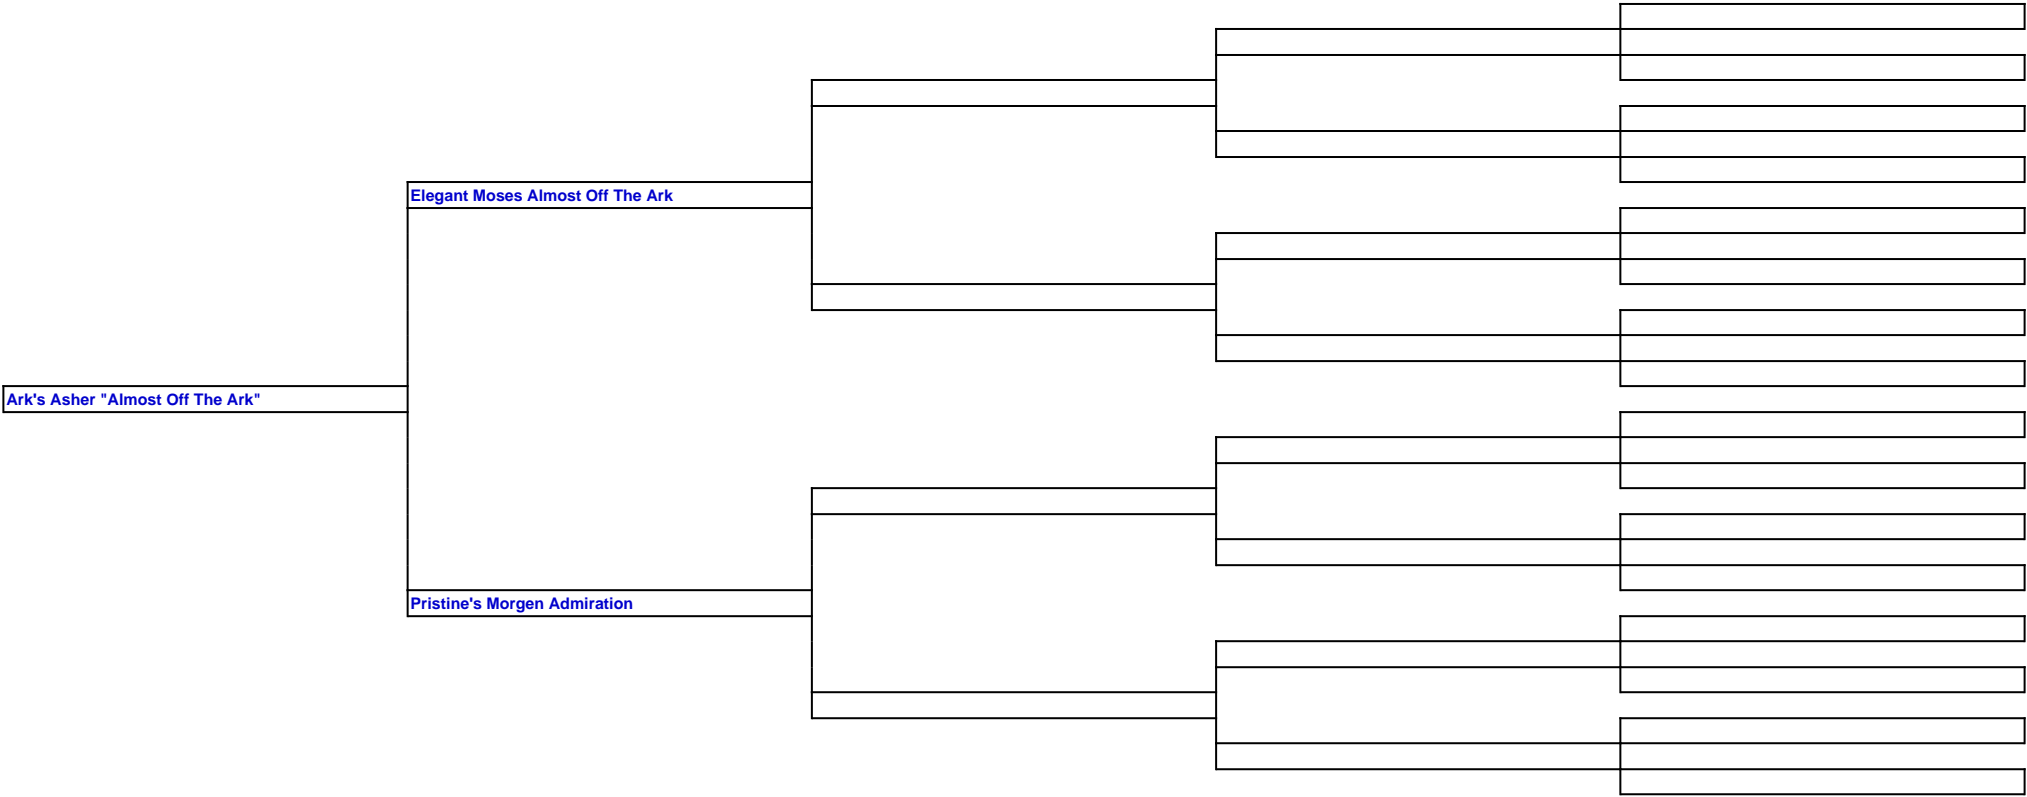 Elegant Moses Almost Off The Ark
Ark's Asher "Almost Off The Ark"
Pristine's Morgen Admiration